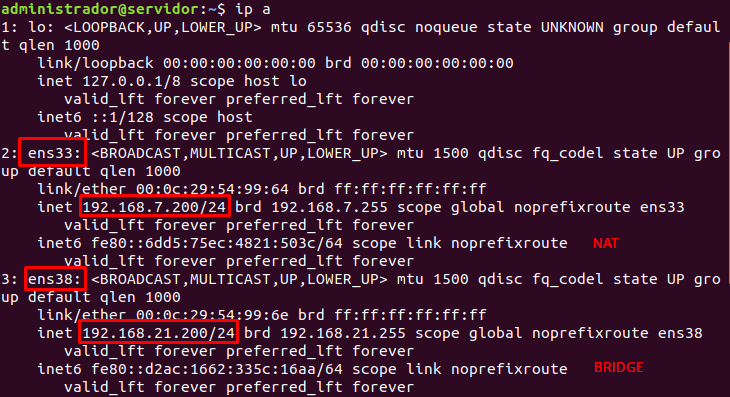 administrador@servidor:~$ ip a
1: lo: <LOOPBACK,UP,LOWER_UP> mtu 65536 qdisc noqueue state UNKNOWN group defaul
t qlen 1000
    link/loopback 00:00:00:00:00:00 brd 00:00:00:00:00:00
    inet 127.0.0.1/8 scope host lo
       valid_lft forever preferred_lft forever
    inet6 ::1/128 scope host
       valid_lft forever preferred_lft forever
2: ens33: <BROADCAST,MULTICAST,UP,LOWER_UP> mtu 1500 qdisc fq_codel state UP gro
up default qlen 1000
    link/ether 00:0c:29:54:99:64 brd ff:ff:ff:ff:ff:ff
    inet 192.168.7.200/24 brd 192.168.7.255 scope global noprefixroute ens33
       valid_lft forever preferred_lft forever
    inet6 fe80::6dd5:75ec:4821:503c/64 scope link noprefixroute NAT
       valid_lft forever preferred_lft forever
3: ens38: <BROADCAST,MULTICAST,UP,LOWER_UP> mtu 1500 qdisc fq_codel state UP gro
up default qlen 1000
    link/ether 00:0c:29:54:99:6e brd ff:ff:ff:ff:ff:ff
    inet 192.168.21.200/24 brd 192.168.21.255 scope global noprefixroute ens38
       valid_lft forever preferred_lft forever
    inet6 fe80::d2ac:1662:335c:16aa/64 scope link noprefixroute BRIDGE
       valid_lft forever preferred_lft forever